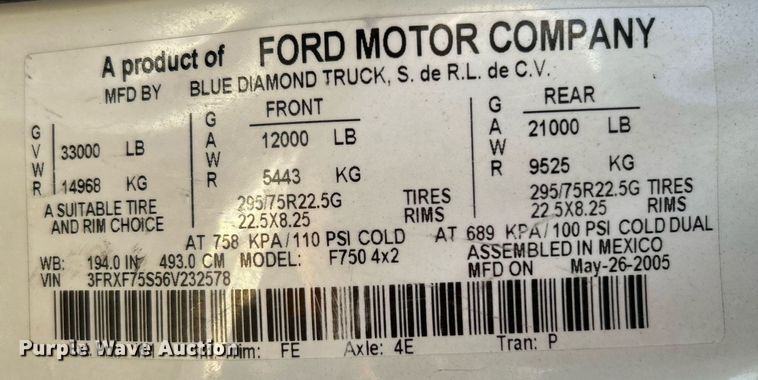 A product of FORD MOTOR COMPANY
MFD BY BLUE DIAMOND TRUCK, S. de R.L. de C.V.
GVWR 33000 LB 14968 KG
FRONT GAWR 12000 LB 5443 KG
REAR GAWR 21000 LB 9525 KG
A SUITABLE TIRE AND RIM CHOICE
295/75R22.5G TIRES 295/75R22.5G TIRES
22.5X8.25 RIMS 22.5X8.25 RIMS
AT 758 KPA/110 PSI COLD AT 689 KPA/100 PSI COLD DUAL
WB: 194.0 IN 493.0 CM MODEL: F750 4x2 ASSEMBLED IN MEXICO
VIN 3FRXF75S56V232578 MFD ON May-26-2005
FE Axle: 4E Tran: P
Purple Wave Auction